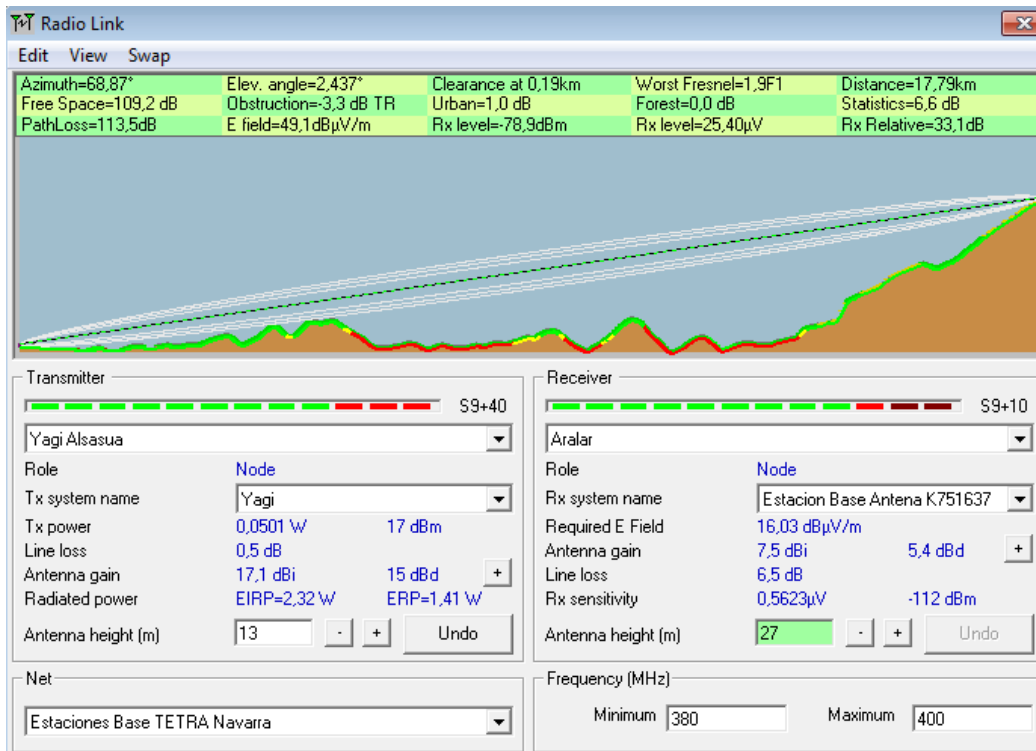 Radio Link
Edit View Swap
Azimuth=68,87° Elev. angle=2,437° Clearance at 0,19km Worst Fresnel=1,9F1 Distance=17,79km
Free Space=109,2 dB Obstruction=-3,3 dB TR Urban=1,0 dB Forest=0,0 dB Statistics=6,6 dB
PathLoss=113,5dB E field=49,1dBµV/m Rx level=-78,9dBm Rx level=25,40µV Rx Relative=33,1dB
Transmitter
S9+40
Yagi Alsasua
Role Node
Tx system name Yagi
Tx power 0,0501 W 17 dBm
Line loss 0,5 dB
Antenna gain 17,1 dBi 15 dBd +
Radiated power EIRP=2,32 W ERP=1,41 W
Antenna height (m) 13 - + Undo
Receiver
S9+10
Aralar
Role Node
Rx system name Estacion Base Antena K751637
Required E Field 16,03 dBµV/m
Antenna gain 7,5 dBi 5,4 dBd +
Line loss 6,5 dB
Rx sensitivity 0,5623µV -112 dBm
Antenna height (m) 27 - + Undo
Net
Estaciones Base TETRA Navarra
Frequency (MHz)
Minimum 380 Maximum 400